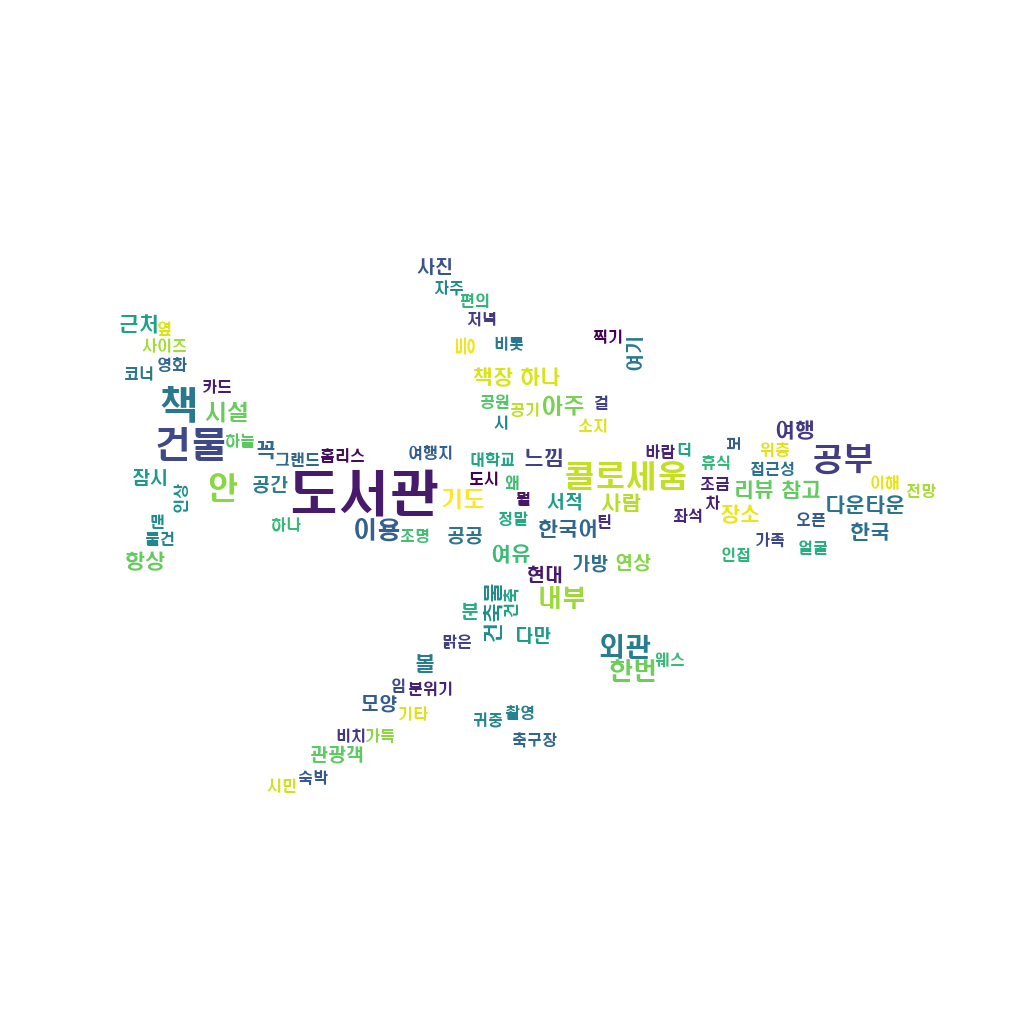 사진
자주
편의
저녁
근처
옆
사이즈
비롯
찍기
여기
코너
영화
카드
책장 하나
책
시설
공원
공기
아주
걸
시
소지
건물
하늘
꼭
그랜드
홈리스
여행지
대학교
느낌
바람
더
퍼
여행
위층
공부
잠시
인상
안
공간
도서관
기도
도시
왜
뭘
콜로세움
서적
사람
휴식
접근성
조금
차
리뷰 참고
이해
전망
맨
물건
하나
이용
조명
공공
정말
한국어
틴
좌석
장소
오픈
다운타운
한국
항상
여유
현대
가방
연상
인접
가족
얼굴
분
건축물
건축
내부
맑은
다만
볼
외관
한번
웨스
임
분위기
모양
기타
귀중
촬영
비치
가득
관광객
축구장
시민
숙박